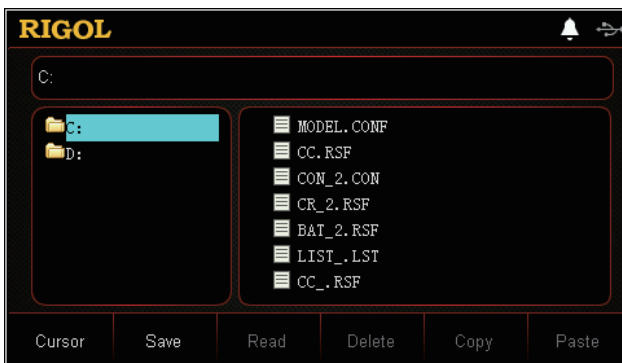 RIGOL
C:
C:
D:
MODEL.CONF
CC.RSF
CON_2.CON
CR_2.RSF
BAT_2.RSF
LIST_.LST
CC_.RSF
Cursor Save Read Delete Copy Paste